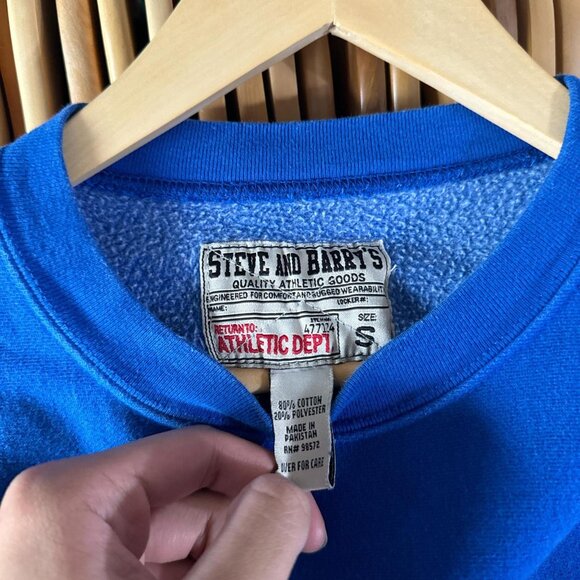 STEVE AND BARRY'S
QUALITY ATHLETIC GOODS
ENGINEERED FOR COMFORT AND RUGGED WEARABILITY
NAME: LOCKER #:
RETURN TO: 477124 SIZE:
ATHLETIC DEPT. S
80% COTTON
20% POLYESTER
MADE IN
PAKISTAN
RN# 98572
OVER FOR CARE